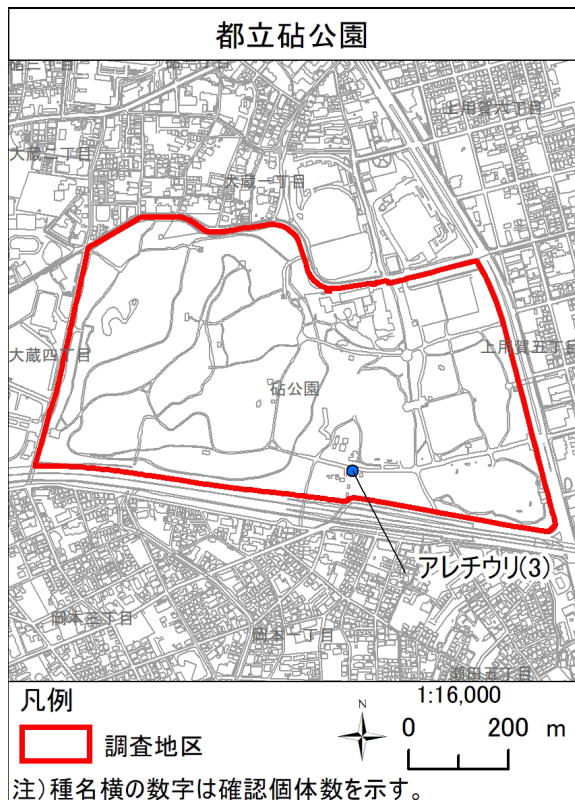 都立砧公園
砧三丁目
上用賀六丁目
大蔵二丁目
大蔵一丁目
大蔵四丁目
上用賀五丁目
砧公園
アレチウリ(3)
岡本三丁目
岡本一丁目
瀬田五丁目
凡例
調査地区
N
1:16,000
0 200 m
注）種名横の数字は確認個体数を示す。